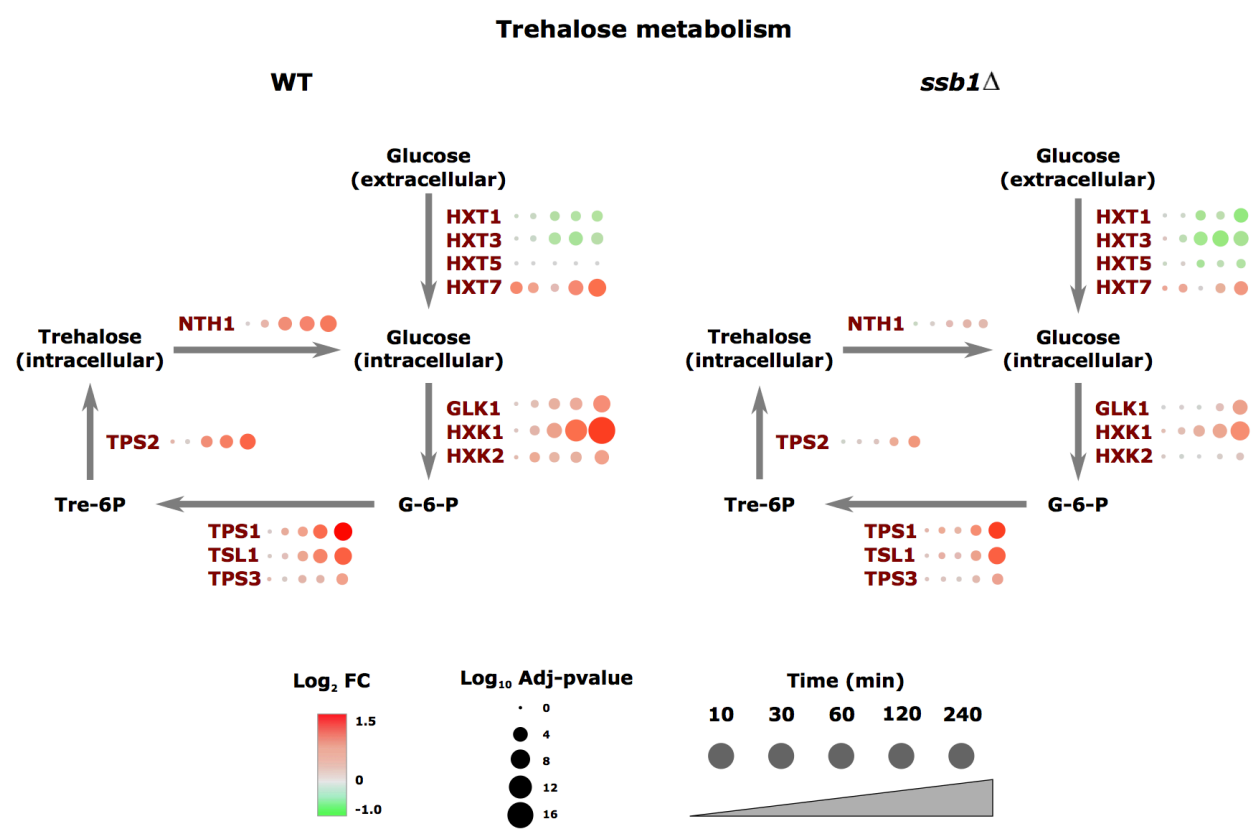 Trehalose metabolism
WT
Glucose
(extracellular)
HXT1
HXT3
HXT5
HXT7
NTH1
Trehalose
(intracellular)
Glucose
(intracellular)
GLK1
HXK1
HXK2
TPS2
Tre-6P
G-6-P
TPS1
TSL1
TPS3
ssb1Δ
Glucose
(extracellular)
HXT1
HXT3
HXT5
HXT7
NTH1
Trehalose
(intracellular)
Glucose
(intracellular)
GLK1
HXK1
HXK2
TPS2
Tre-6P
G-6-P
TPS1
TSL1
TPS3
Log₂ FC
1.5
0
-1.0
Log₁₀ Adj-pvalue
0
4
8
12
16
Time (min)
10 30 60 120 240